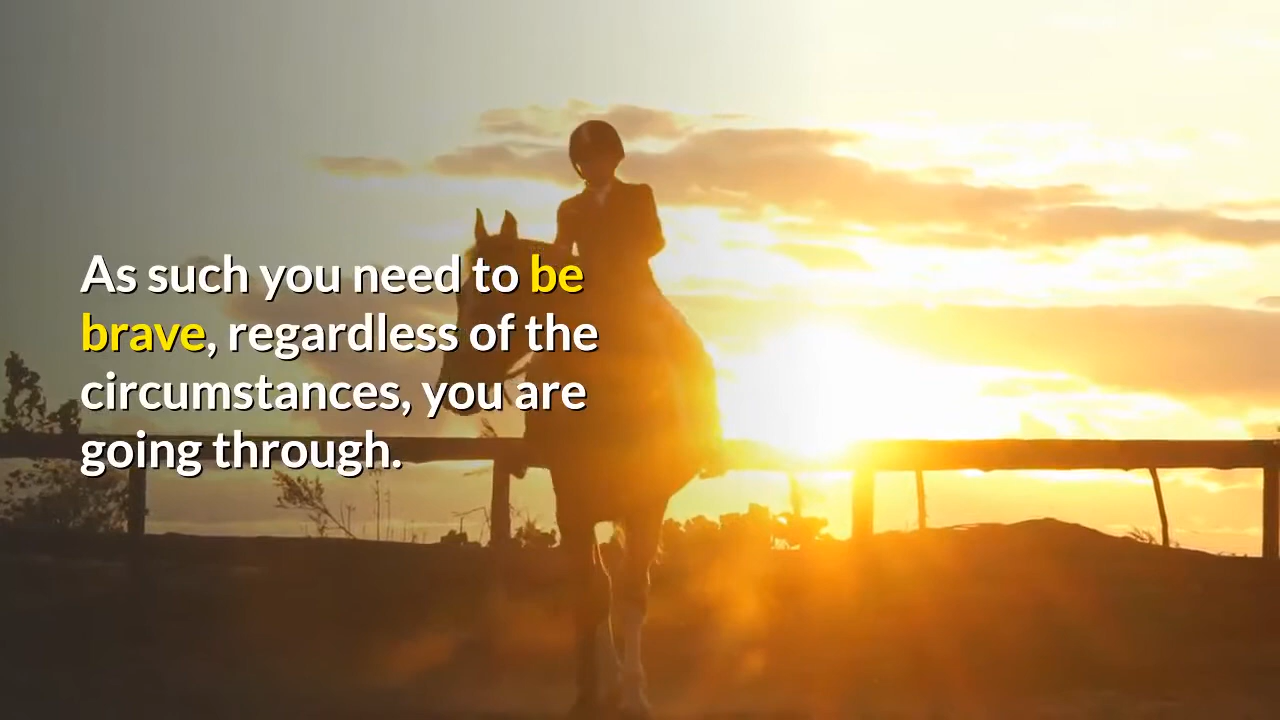 As such you need to be
brave, regardless of the
circumstances, you are
going through.